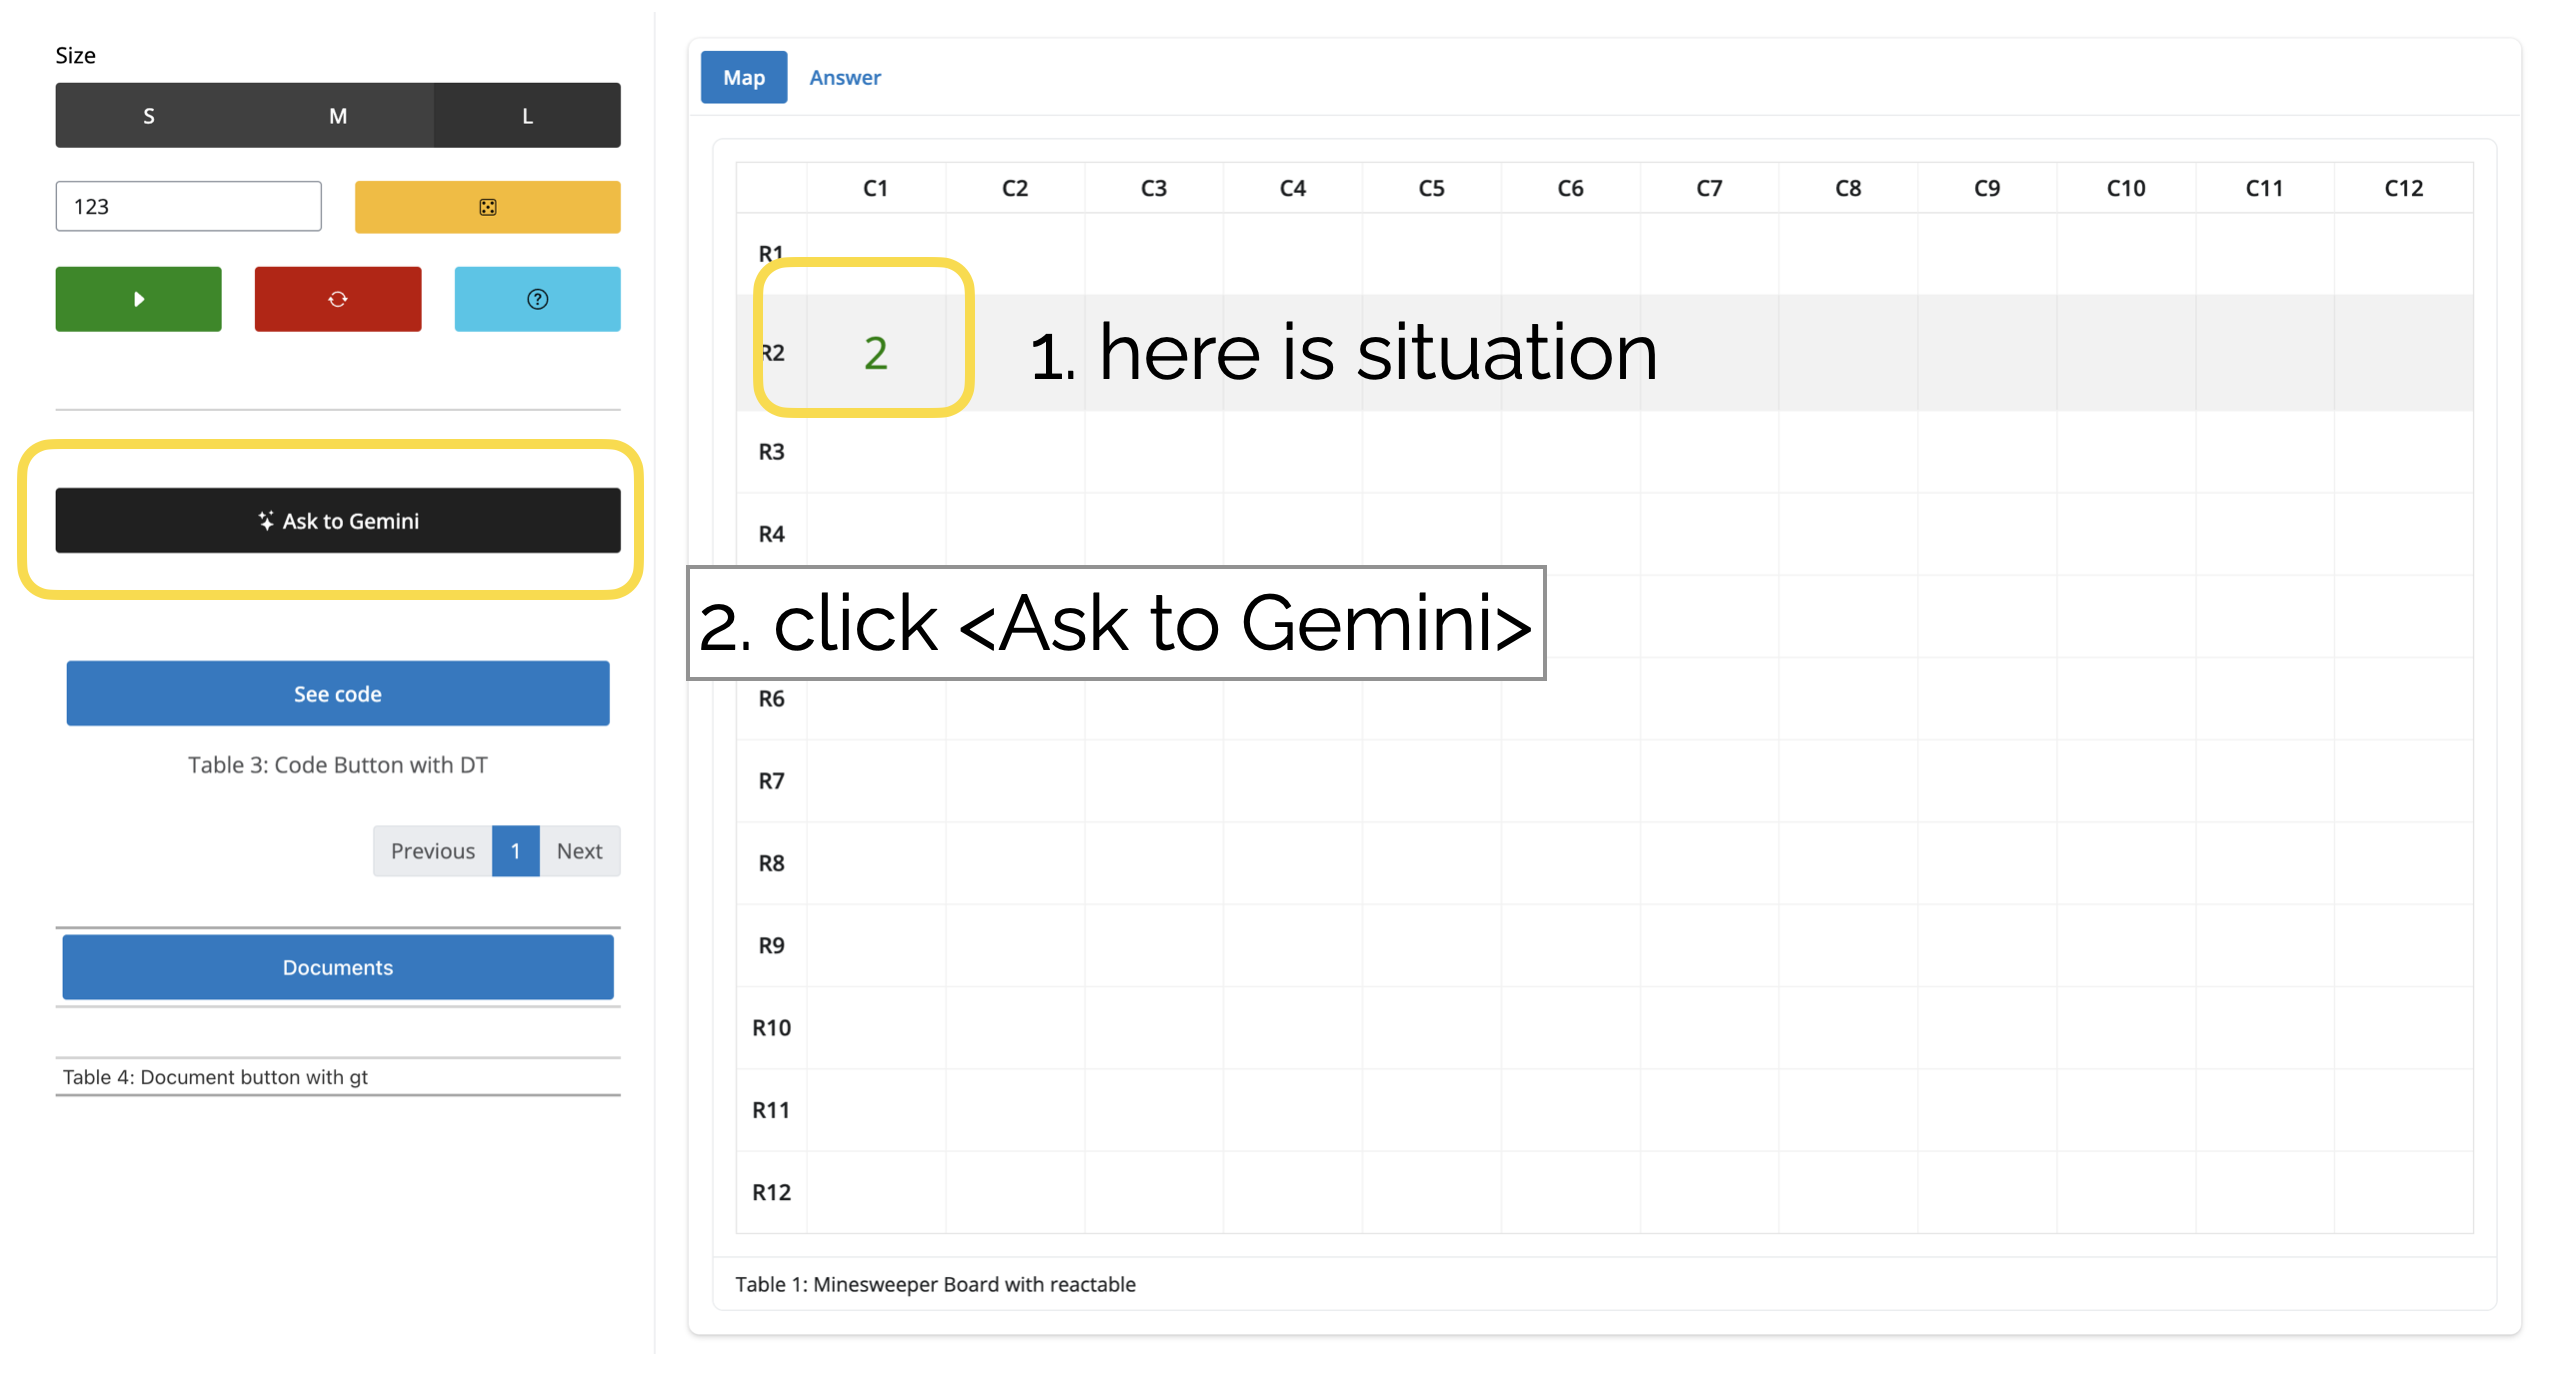 Size
S M L
123
Ask to Gemini
See code
Table 3: Code Button with DT
Previous 1 Next
Documents
Table 4: Document button with gt
Map Answer
C1 C2 C3 C4 C5 C6 C7 C8 C9 C10 C11 C12
R1
R2 2 1. here is situation
R3
R4
2. click <Ask to Gemini>
R6
R7
R8
R9
R10
R11
R12
Table 1: Minesweeper Board with reactable